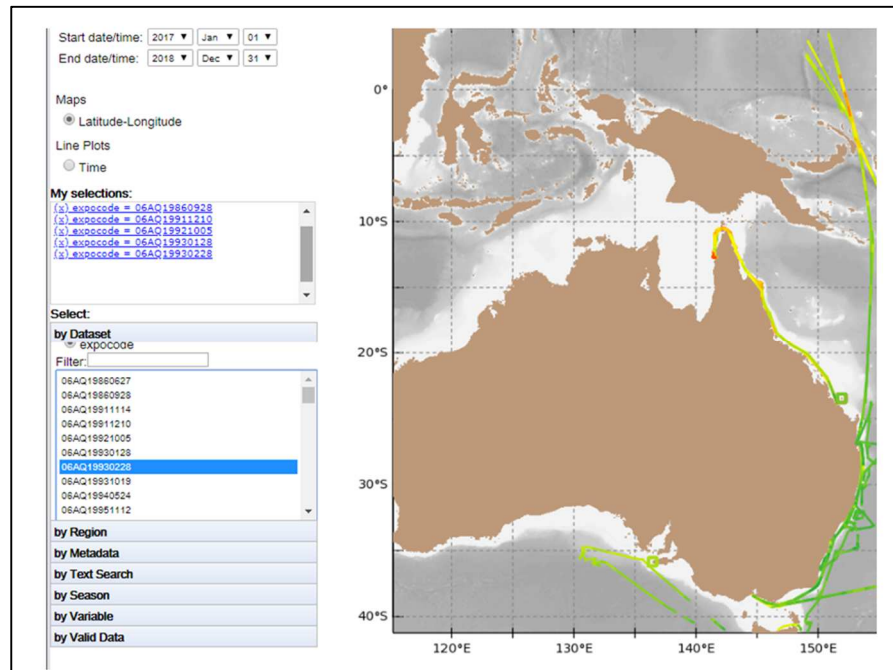 Start date/time: 2017 ▼ Jan ▼ 01 ▼
End date/time: 2018 ▼ Dec ▼ 31 ▼
Maps
Latitude-Longitude
Line Plots
Time
My selections:
(x) expocode = 06AQ19860928
(x) expocode = 06AQ19911210
(x) expocode = 06AQ19921005
(x) expocode = 06AQ19930128
(x) expocode = 06AQ19930228
Select:
by Dataset
expocode
Filter:
06AQ19860627
06AQ19860928
06AQ19911114
06AQ19911210
06AQ19921005
06AQ19930128
06AQ19930228
06AQ19931019
06AQ19940524
06AQ19951112
by Region
by Metadata
by Text Search
by Season
by Variable
by Valid Data
0°
10°S
20°S
30°S
40°S
120°E
130°E
140°E
150°E